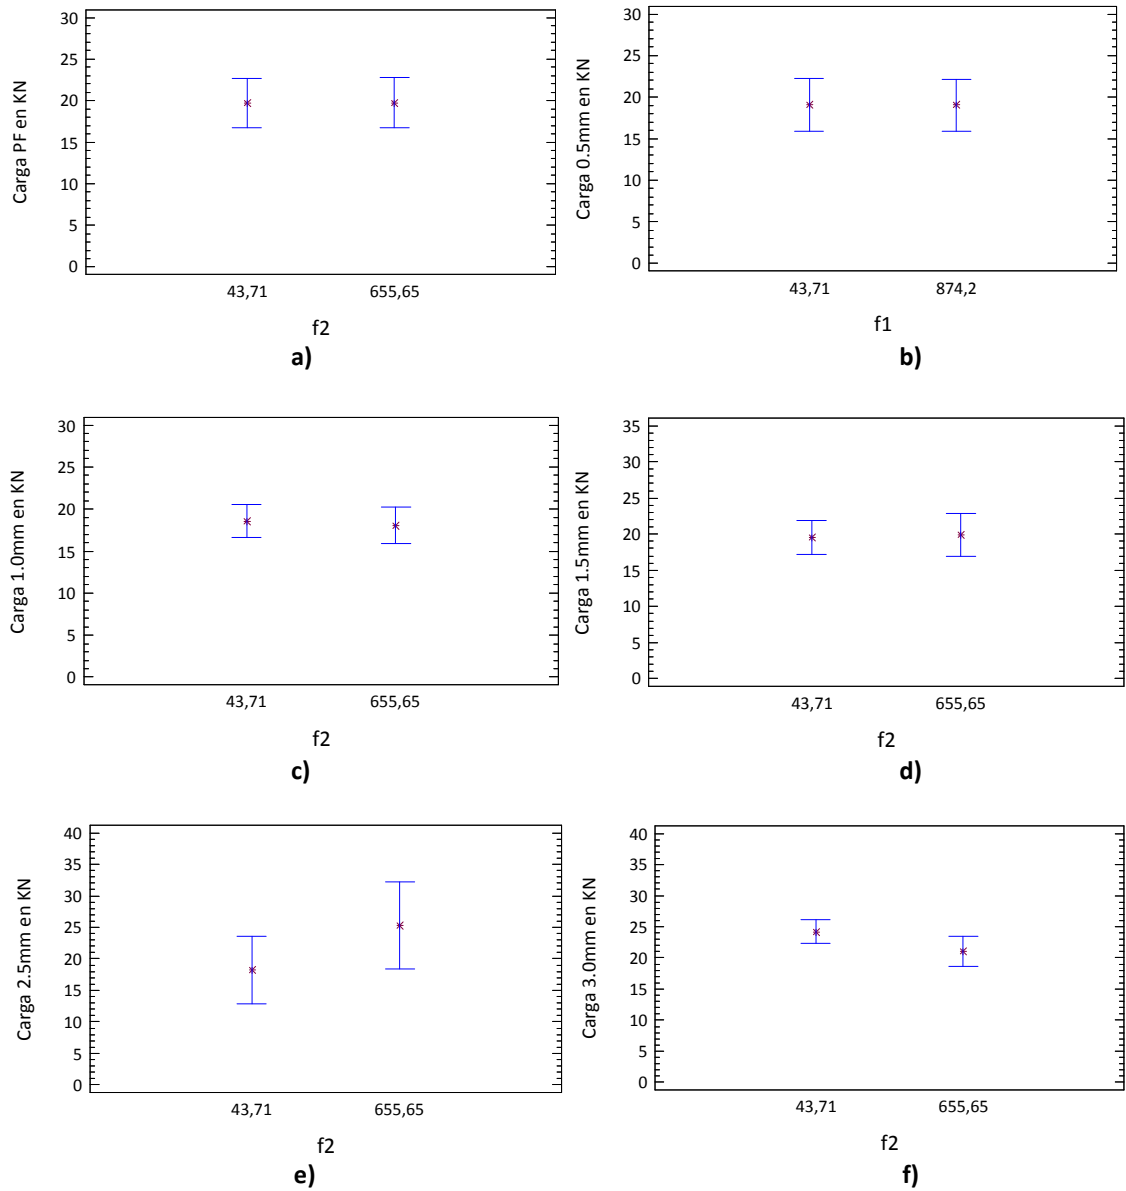 Carga PF en KN
30
25
20
15
10
5
0
43,71 655,65
f2
a)
Carga 0.5mm en KN
30
25
20
15
10
5
0
43,71 874,2
f1
b)
Carga 1.0mm en KN
30
25
20
15
10
5
0
43,71 655,65
f2
c)
Carga 1.5mm en KN
35
30
25
20
15
10
5
0
43,71 655,65
f2
d)
Carga 2.5mm en KN
40
35
30
25
20
15
10
5
0
43,71 655,65
f2
e)
Carga 3.0mm en KN
40
35
30
25
20
15
10
5
0
43,71 655,65
f2
f)